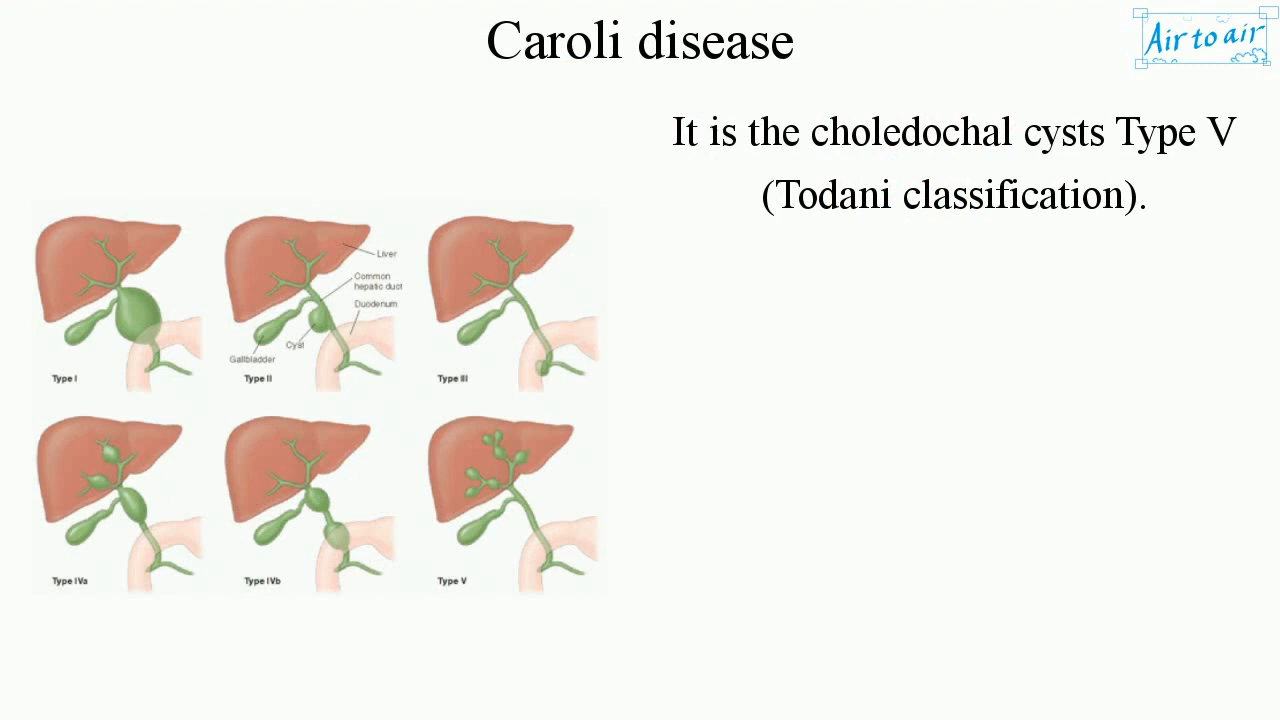 Caroli disease
Air to air
It is the choledochal cysts Type V
(Todani classification).
Liver
Common
hepatic duct
Duodenum
Cyst
Gallbladder
Type I
Type II
Type III
Type IVa
Type IVb
Type V